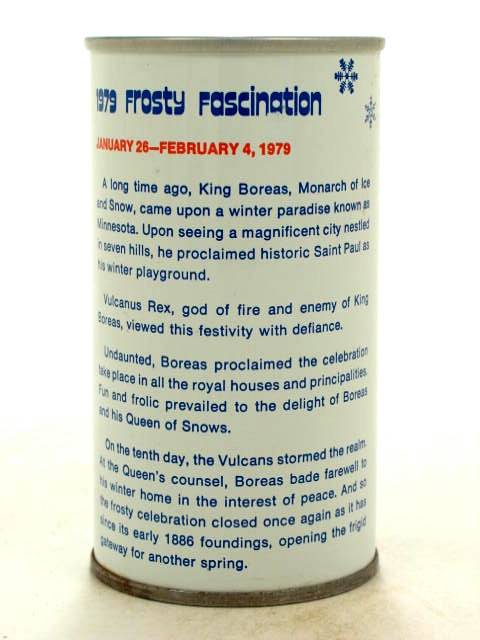 1979 Frosty Fascination
JANUARY 26—FEBRUARY 4, 1979
A long time ago, King Boreas, Monarch of Ice
and Snow, came upon a winter paradise known as
Minnesota. Upon seeing a magnificent city nestled
in seven hills, he proclaimed historic Saint Paul as
his winter playground.
Vulcanus Rex, god of fire and enemy of King
Boreas, viewed this festivity with defiance.
Undaunted, Boreas proclaimed the celebration
take place in all the royal houses and principalities.
Fun and frolic prevailed to the delight of Boreas
and his Queen of Snows.
On the tenth day, the Vulcans stormed the realm.
At the Queen's counsel, Boreas bade farewell to
his winter home in the interest of peace. And so
the frosty celebration closed once again as it has
since its early 1886 foundings, opening the frigid
gateway for another spring.